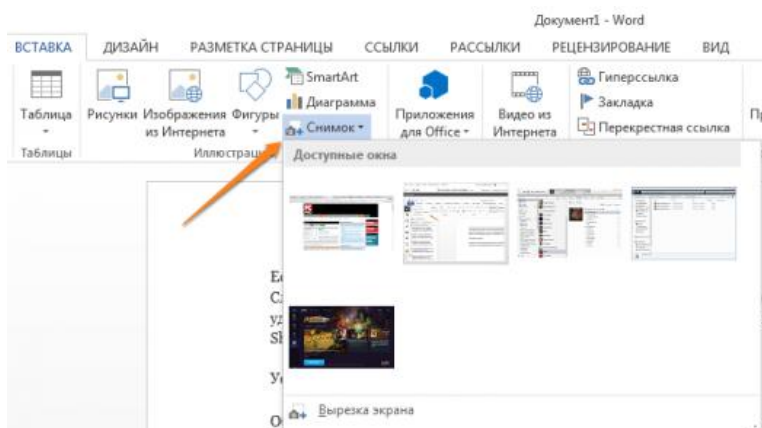 Документ1 - Word
ВСТАВКА ДИЗАЙН РАЗМЕТКА СТРАНИЦЫ ССЫЛКИ РАССЫЛКИ РЕЦЕНЗИРОВАНИЕ ВИД
SmartArt Гиперссылка
Диаграмма Закладка
Таблица Рисунки Изображения Фигуры Приложения Видео из
из Интернета Снимок для Office Интернета Перекрестная ссылка
Таблицы
Доступные окна
Вырезка экрана